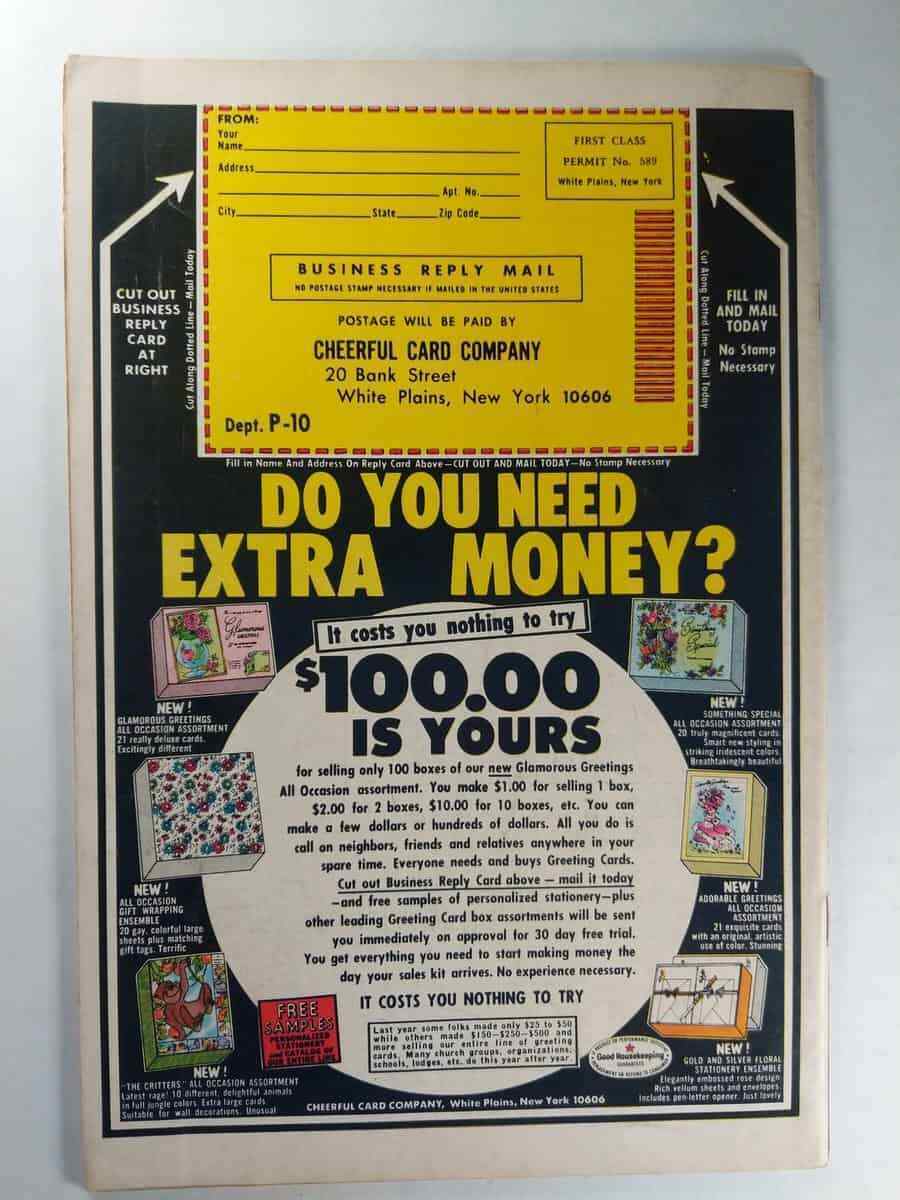 FROM:
Your
Name
Address
Apt. No.
City State Zip Code
FIRST CLASS
PERMIT No. 589
White Plains, New York
BUSINESS REPLY MAIL
NO POSTAGE STAMP NECESSARY IF MAILED IN THE UNITED STATES
POSTAGE WILL BE PAID BY
CHEERFUL CARD COMPANY
20 Bank Street
White Plains, New York 10606
Dept. P-10
CUT OUT
BUSINESS
REPLY
CARD
AT
RIGHT
Cut Along Dotted Line — Mail Today
Cut Along Dotted Line — Mail Today
FILL IN
AND MAIL
TODAY
No Stamp
Necessary
Fill in Name And Address On Reply Card Above—CUT OUT AND MAIL TODAY—No Stamp Necessary
DO YOU NEED
EXTRA MONEY?
It costs you nothing to try
$100.00
IS YOURS
for selling only 100 boxes of our new Glamorous Greetings
All Occasion assortment. You make $1.00 for selling 1 box,
$2.00 for 2 boxes, $10.00 for 10 boxes, etc. You can
make a few dollars or hundreds of dollars. All you do is
call on neighbors, friends and relatives anywhere in your
spare time. Everyone needs and buys Greeting Cards.
Cut out Business Reply Card above — mail it today
—and free samples of personalized stationery—plus
other leading Greeting Card box assortments will be sent
you immediately on approval for 30 day free trial.
You get everything you need to start making money the
day your sales kit arrives. No experience necessary.
IT COSTS YOU NOTHING TO TRY
Last year some folks made only $25 to $50
while others made $150—$250—$500 and
more selling our entire line of greeting
cards. Many church groups, organizations,
schools, lodges, etc. do this year after year.
Glamorous
NEW!
GLAMOROUS GREETINGS
ALL OCCASION ASSORTMENT
21 really deluxe cards.
Excitingly different
NEW!
ALL OCCASION
GIFT WRAPPING
ENSEMBLE
20 gay, colorful large
sheets plus matching
gift tags. Terrific
NEW!
"THE CRITTERS" ALL OCCASION ASSORTMENT
Latest rage! 10 different, delightful animals
in full jungle colors. Extra large cards.
Suitable for wall decorations. Unusual
FREE
SAMPLES
PERSONALIZED
STATIONERY
and CATALOG OF
OUR ENTIRE LINE
Something Special
NEW!
SOMETHING SPECIAL
ALL OCCASION ASSORTMENT
20 truly magnificent cards.
Smart new styling in
striking iridescent colors.
Breathtakingly beautiful
NEW!
ADORABLE GREETINGS
ALL OCCASION
ASSORTMENT
21 exquisite cards
with an original, artistic
use of color. Stunning
NEW!
GOLD AND SILVER FLORAL
STATIONERY ENSEMBLE
Elegantly embossed rose design
Rich vellum sheets and envelopes.
Includes pen-letter opener. Just lovely
Good Housekeeping
GUARANTEES
CHEERFUL CARD COMPANY, White Plains, New York 10606